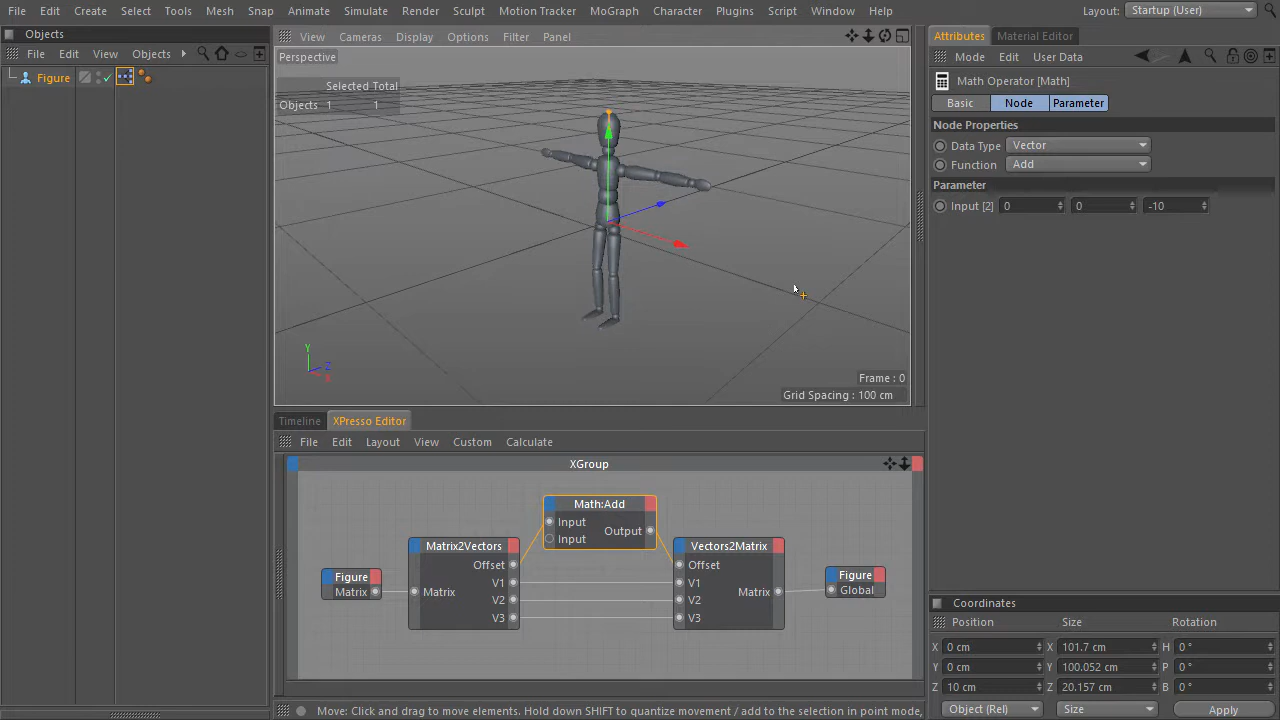 File Edit Create Select Tools Mesh Snap Animate Simulate Render Sculpt Motion Tracker MoGraph Character Plugins Script Window Help Layout: Startup (User)
Objects
File Edit View Objects
Figure
View Cameras Display Options Filter Panel
Perspective
Selected Total
Objects 1 1
Y
Z
X
Frame : 0
Grid Spacing : 100 cm
Timeline XPresso Editor
File Edit Layout View Custom Calculate
XGroup
Math:Add
Input
Output
Input
Matrix2Vectors
Offset
V1
V2
Matrix
V3
Vectors2Matrix
Offset
V1
V2
Matrix
V3
Figure
Matrix
Figure
Global
Move: Click and drag to move elements. Hold down SHIFT to quantize movement / add to the selection in point mode,
Attributes Material Editor
Mode Edit User Data
Math Operator [Math]
Basic Node Parameter
Node Properties
Data Type Vector
Function Add
Parameter
Input [2] 0 0 -10
Coordinates
Position Size Rotation
X 0 cm X 101.7 cm H 0 °
Y 0 cm Y 100.052 cm P 0 °
Z 10 cm Z 20.157 cm B 0 °
Object (Rel) Size Apply